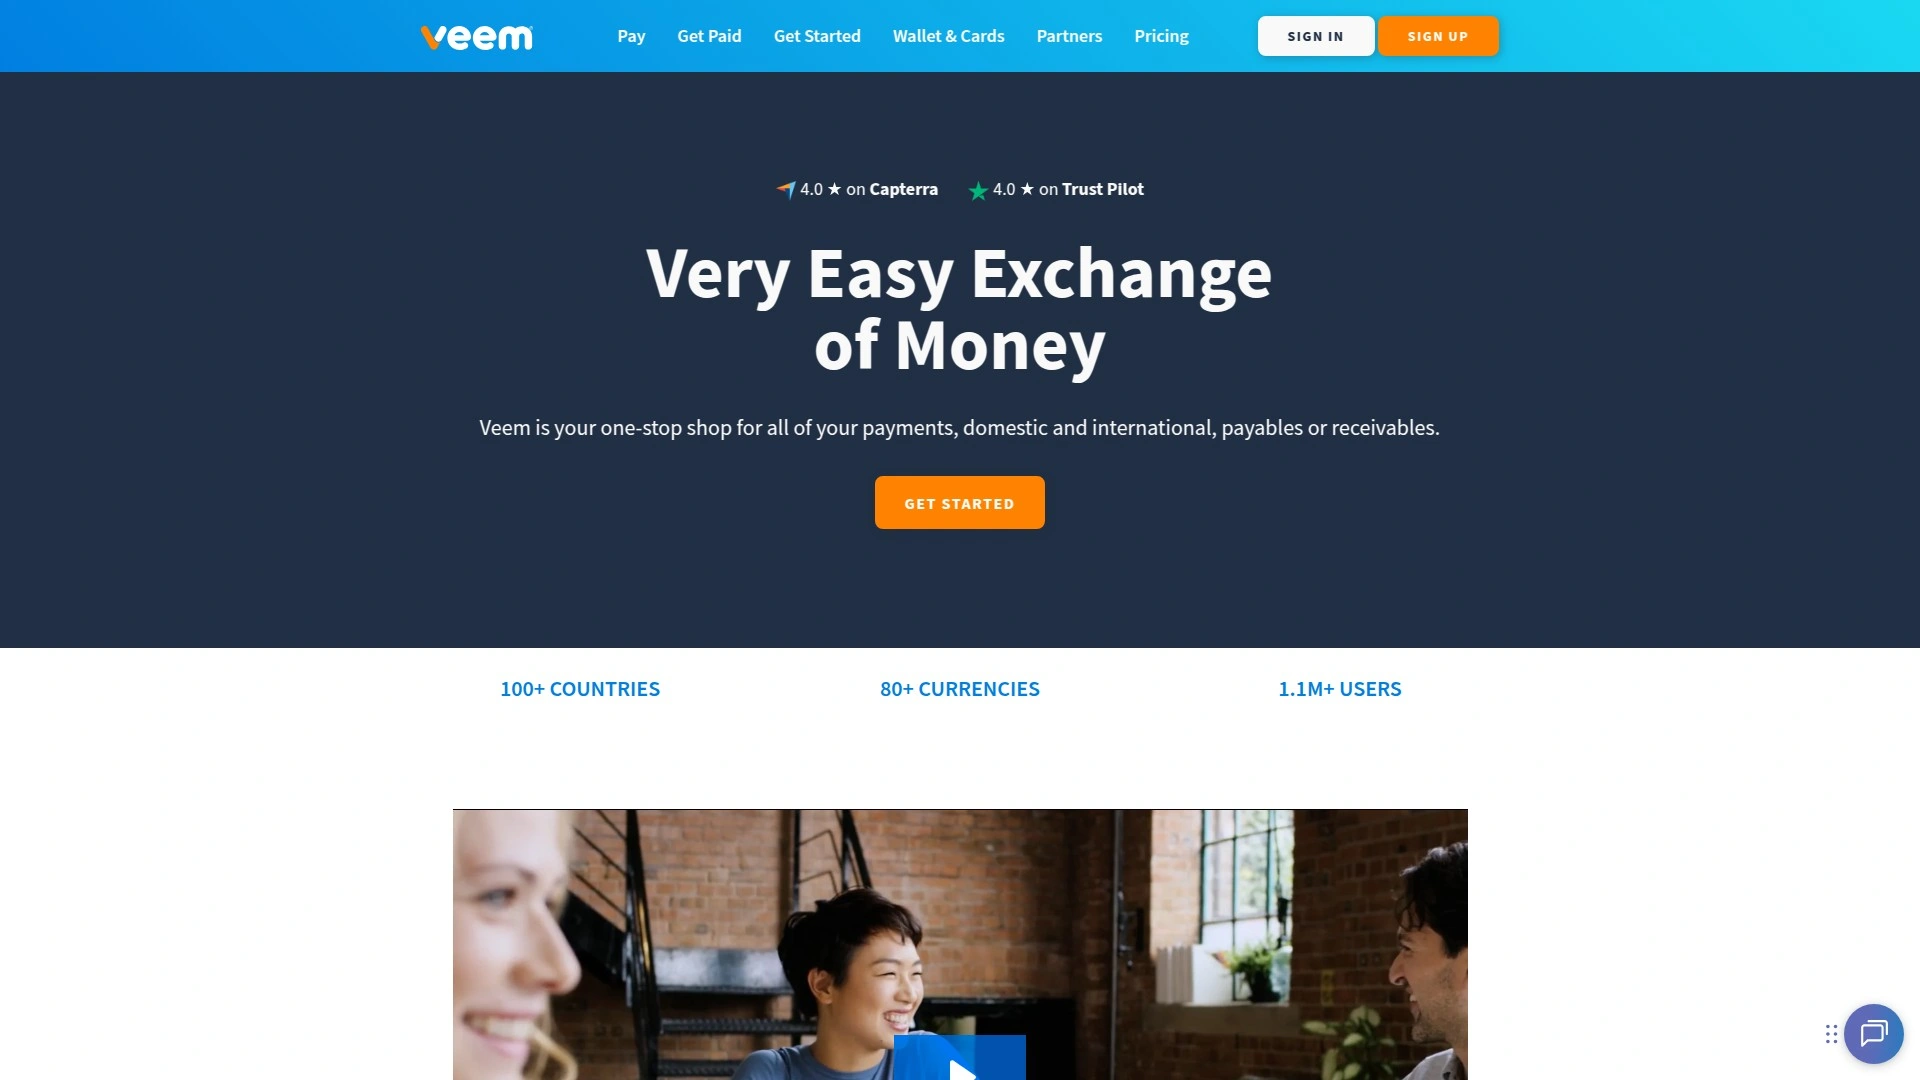 veem
Pay
Get Paid
Get Started
Wallet & Cards
Partners
Pricing
SIGN IN
SIGN UP
4.0 ★ on Capterra
4.0 ★ on Trust Pilot
Very Easy Exchange
of Money
Veem is your one-stop shop for all of your payments, domestic and international, payables or receivables.
GET STARTED
100+ COUNTRIES
80+ CURRENCIES
1.1M+ USERS